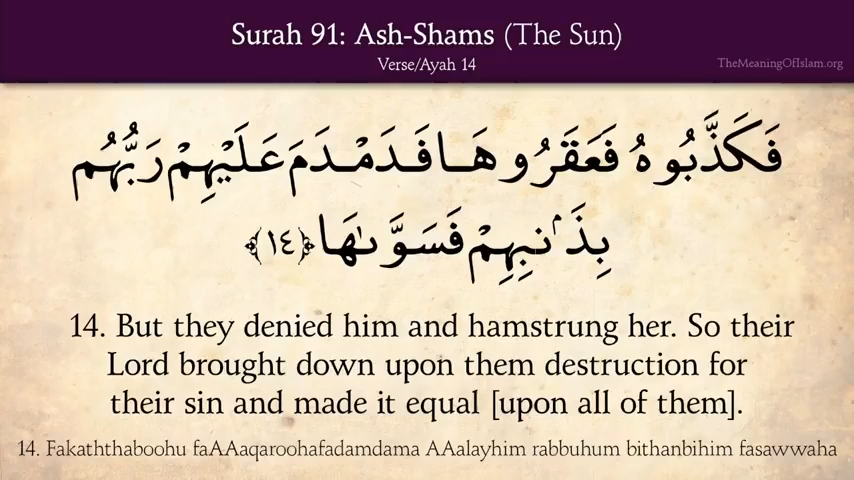 Surah 91: Ash-Shams (The Sun)
Verse/Ayah 14
TheMeaningOfIslam.org
فَكَذَّبُوهُ فَعَقَرُوهَا فَدَمْدَمَ عَلَيْهِمْ رَبُّهُم
بِذَنۢبِهِمْ فَسَوَّىٰهَا ﴿١٤﴾
14. But they denied him and hamstrung her. So their
Lord brought down upon them destruction for
their sin and made it equal [upon all of them].
14. Fakaththaboohu faAAaqaroohafadamdama AAalayhim rabbuhum bithanbihim fasawwaha